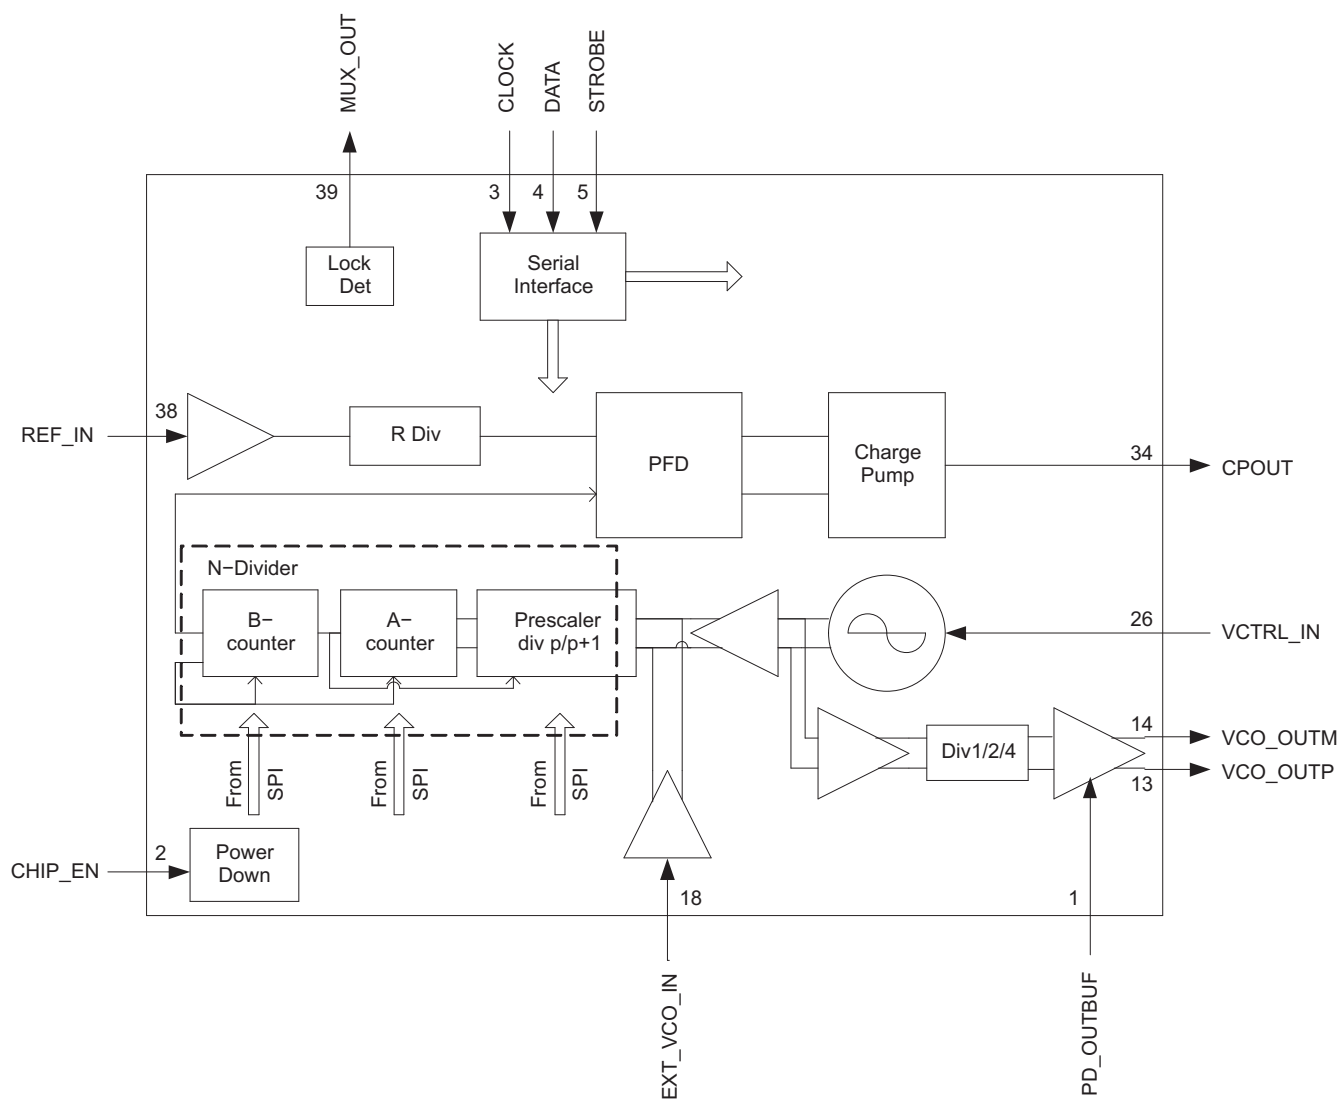 MUX_OUT
CLOCK
DATA
STROBE
39
3
4
5
Lock
Det
Serial
Interface
38
REF_IN
R Div
PFD
Charge
Pump
34
CPOUT
N−Divider
B−
counter
A−
counter
Prescaler
div p/p+1
26
VCTRL_IN
From
SPI
From
SPI
From
SPI
Div1/2/4
14
VCO_OUTM
VCO_OUTP
13
2
CHIP_EN
Power
Down
18
1
EXT_VCO_IN
PD_OUTBUF